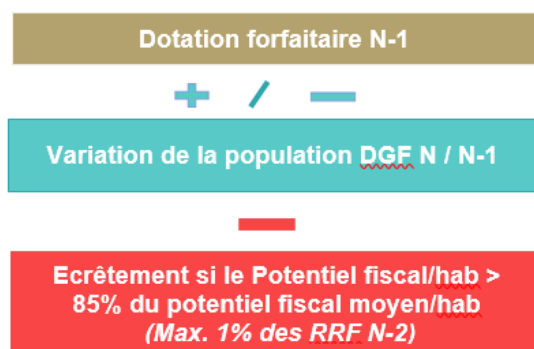 Dotation forfaitaire N-1
+ / −
Variation de la population DGF N / N-1
−
Ecrêtement si le Potentiel fiscal/hab >
85% du potentiel fiscal moyen/hab
(Max. 1% des RRF N-2)